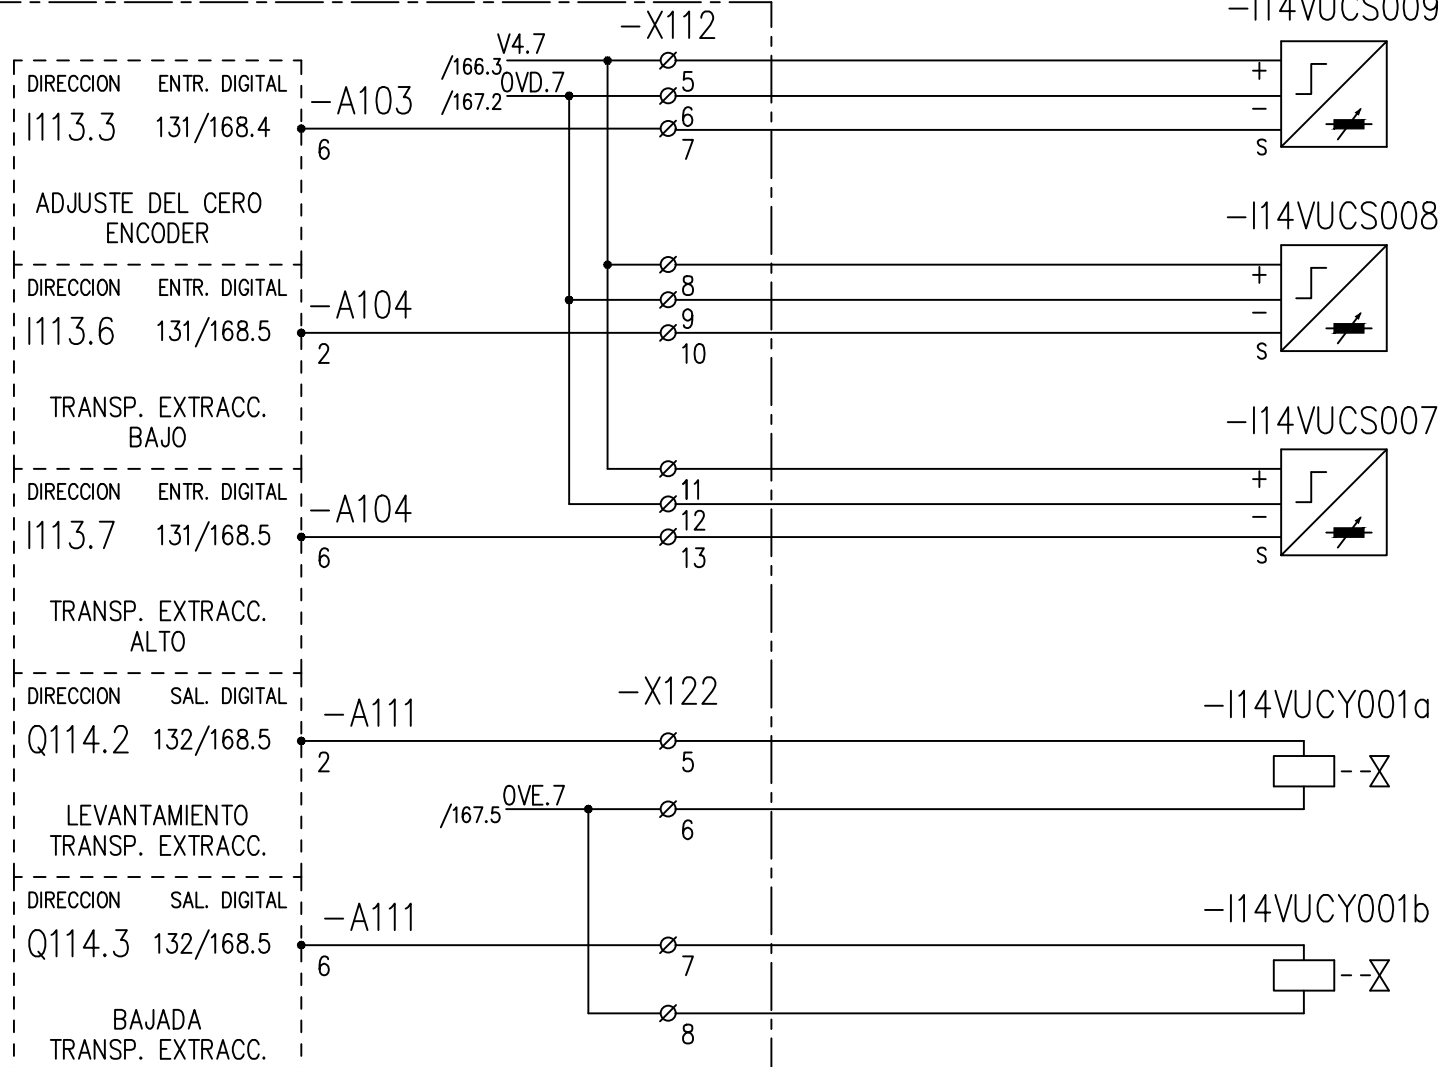 -I14VUCS009
-X112
V4.7
/166.3
0VD.7
/167.2
DIRECCION ENTR. DIGITAL
I113.3 131/168.4
-A103
6
5
6
7
+
-
S
ADJUSTE DEL CERO
ENCODER
-I14VUCS008
DIRECCION ENTR. DIGITAL
I113.6 131/168.5
-A104
2
8
9
10
+
-
S
TRANSP. EXTRACC.
BAJO
-I14VUCS007
DIRECCION ENTR. DIGITAL
I113.7 131/168.5
-A104
6
11
12
13
+
-
S
TRANSP. EXTRACC.
ALTO
-X122
-I14VUCY001a
DIRECCION SAL. DIGITAL
Q114.2 132/168.5
-A111
2
5
0VE.7
/167.5
6
LEVANTAMIENTO
TRANSP. EXTRACC.
-I14VUCY001b
DIRECCION SAL. DIGITAL
Q114.3 132/168.5
-A111
6
7
8
BAJADA
TRANSP. EXTRACC.